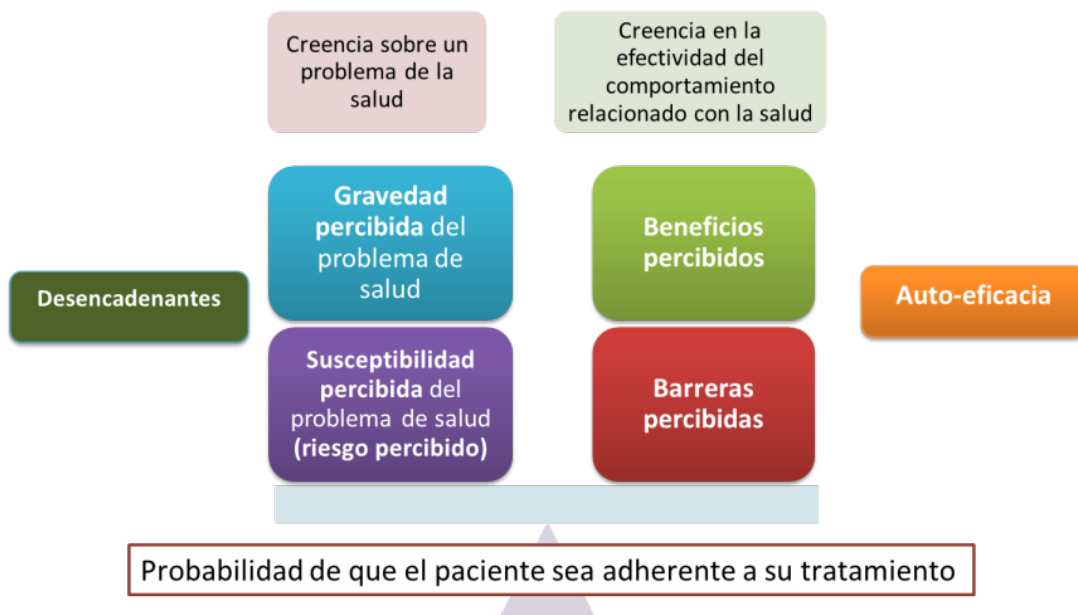 Creencia sobre un
problema de la
salud
Creencia en la
efectividad del
comportamiento
relacionado con la salud
Desencadenantes
Gravedad
percibida del
problema de
salud
Beneficios
percibidos
Auto-eficacia
Susceptibilidad
percibida del
problema de salud
(riesgo percibido)
Barreras
percibidas
Probabilidad de que el paciente sea adherente a su tratamiento